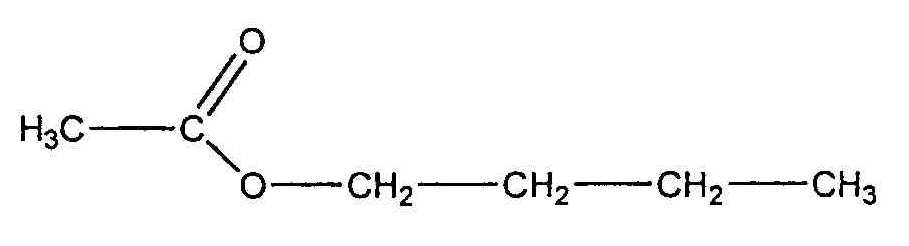 O
H₃C C
O CH₂ CH₂ CH₂ CH₃